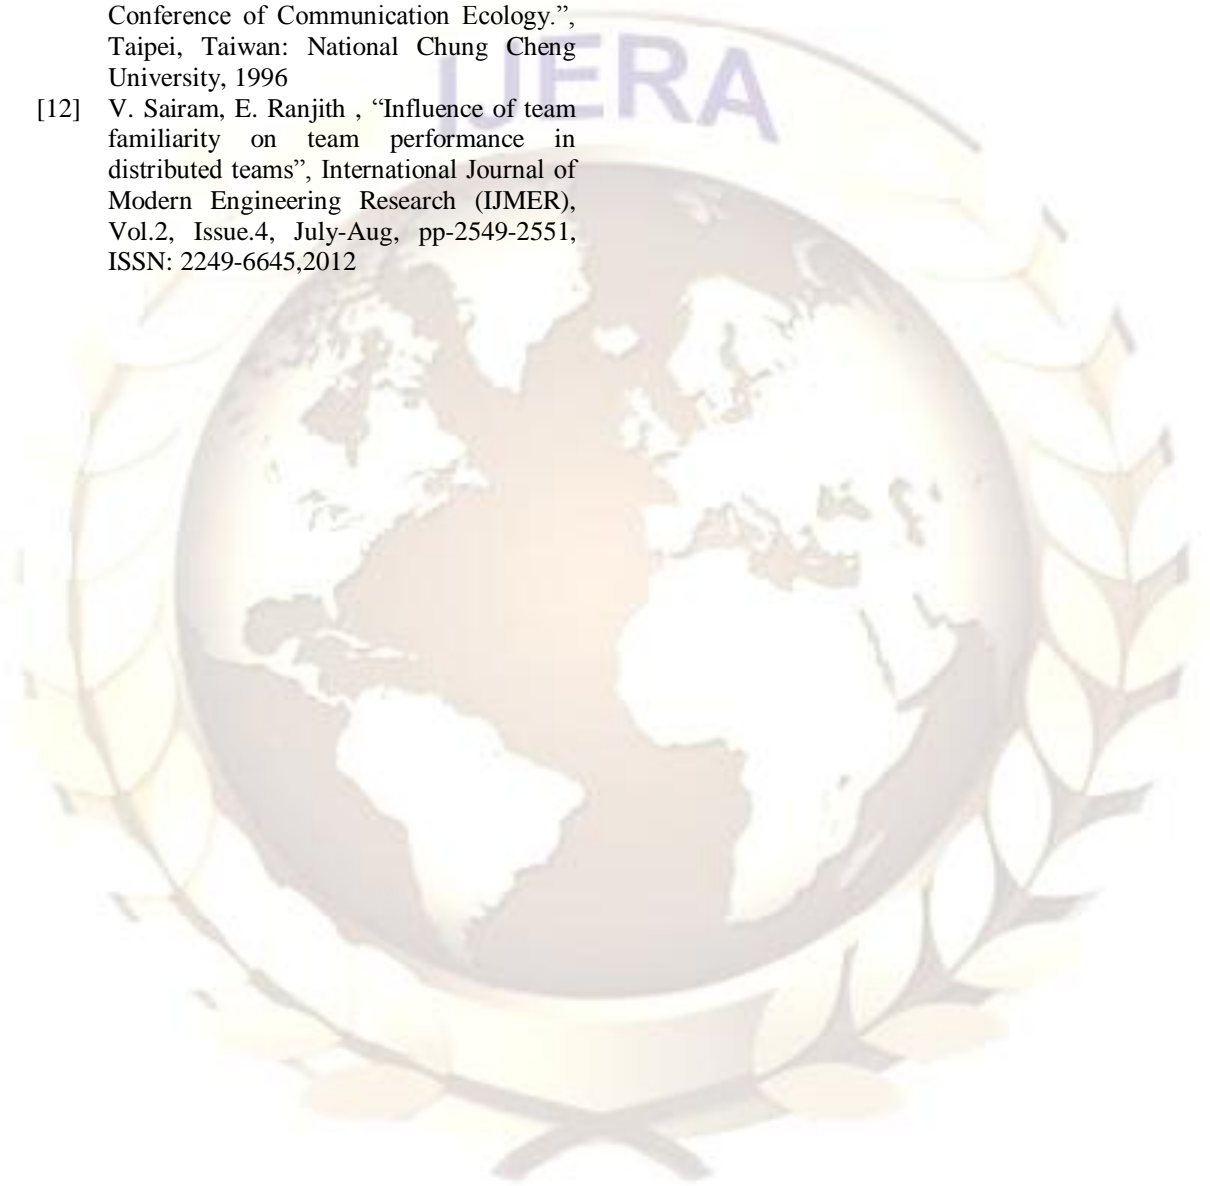 Conference of Communication Ecology.”,
Taipei, Taiwan: National Chung Cheng
University, 1996
IJERA
[12] V. Sairam, E. Ranjith , “Influence of team
familiarity on team performance in
distributed teams”, International Journal of
Modern Engineering Research (IJMER),
Vol.2, Issue.4, July-Aug, pp-2549-2551,
ISSN: 2249-6645,2012